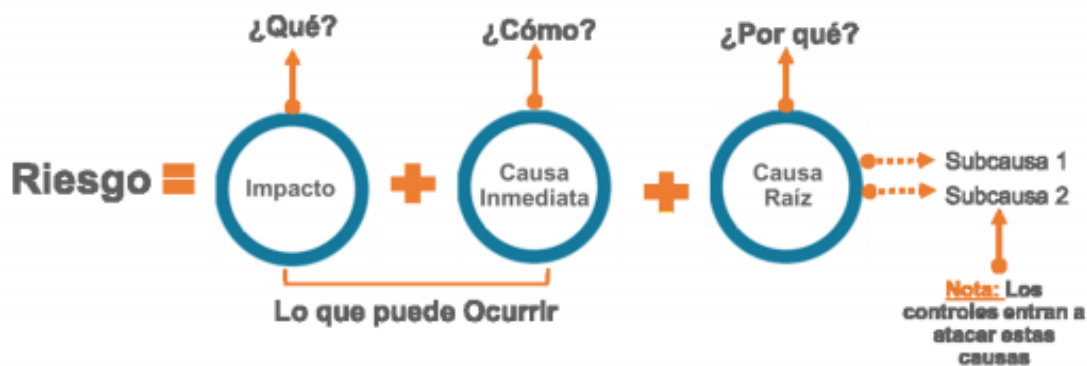 ¿Qué?
¿Cómo?
¿Por qué?
Riesgo =
Impacto
+
Causa
Inmediata
+
Causa
Raíz
Subcausa 1
Subcausa 2
Lo que puede Ocurrir
Nota: Los
controles entran a
atacar estas
causas